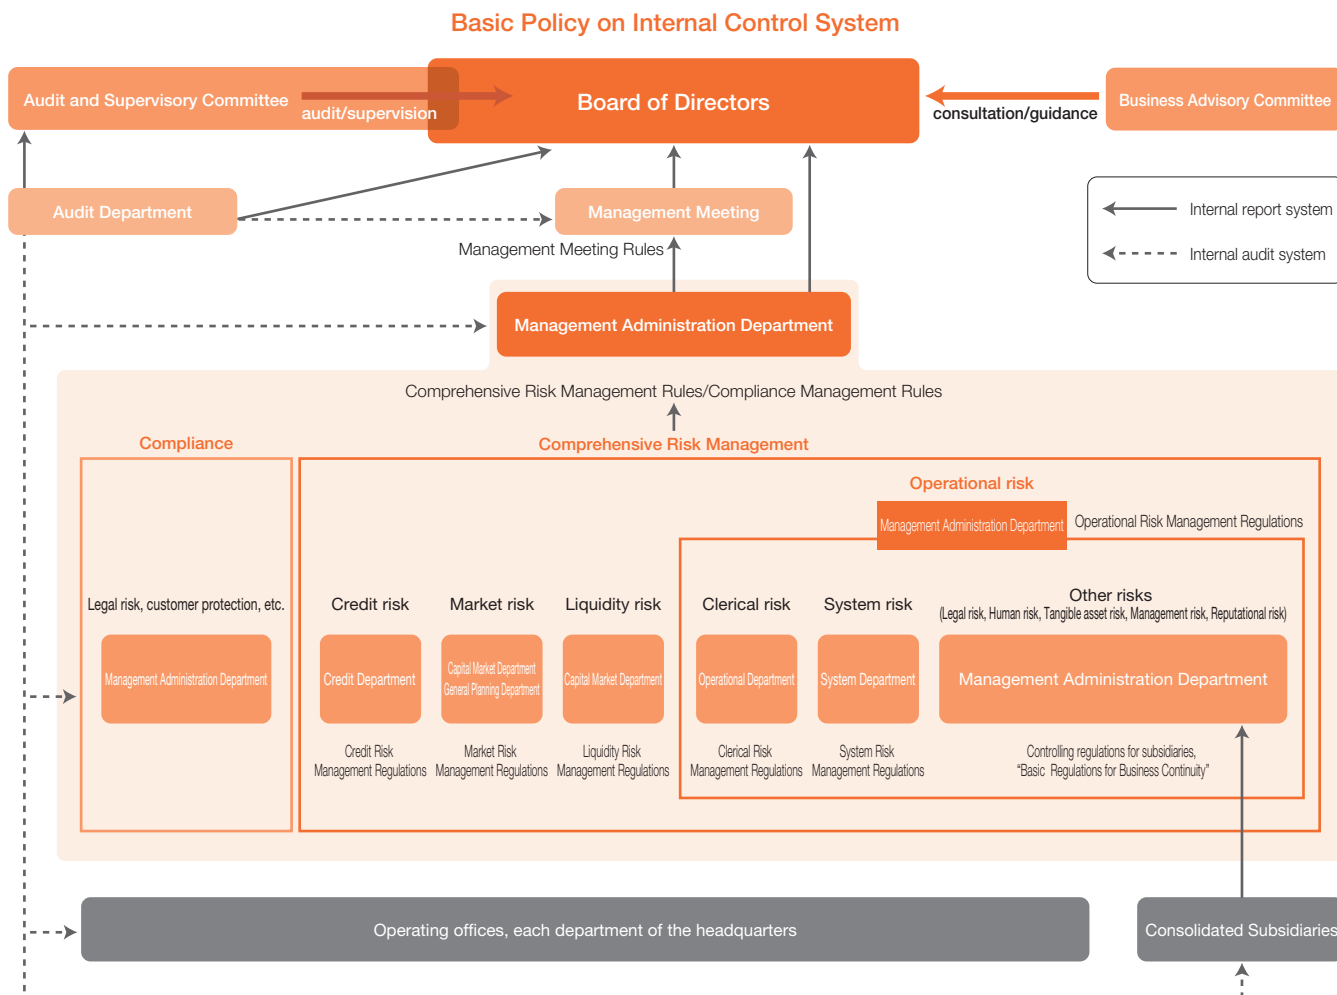 Basic Policy on Internal Control System
Audit and Supervisory Committee
audit/supervision
Board of Directors
consultation/guidance
Business Advisory Committee
Audit Department
Management Meeting
Management Meeting Rules
Internal report system
Internal audit system
Management Administration Department
Comprehensive Risk Management Rules/Compliance Management Rules
Compliance
Comprehensive Risk Management
Operational risk
Management Administration Department
Operational Risk Management Regulations
Legal risk, customer protection, etc.
Management Administration Department
Credit risk
Credit Department
Credit Risk
Management Regulations
Market risk
Capital Market Department
General Planning Department
Market Risk
Management Regulations
Liquidity risk
Capital Market Department
Liquidity Risk
Management Regulations
Clerical risk
Operational Department
Clerical Risk
Management Regulations
System risk
System Department
System Risk
Management Regulations
Other risks
(Legal risk, Human risk, Tangible asset risk, Management risk, Reputational risk)
Management Administration Department
Controlling regulations for subsidiaries,
“Basic Regulations for Business Continuity”
Operating offices, each department of the headquarters
Consolidated Subsidiaries